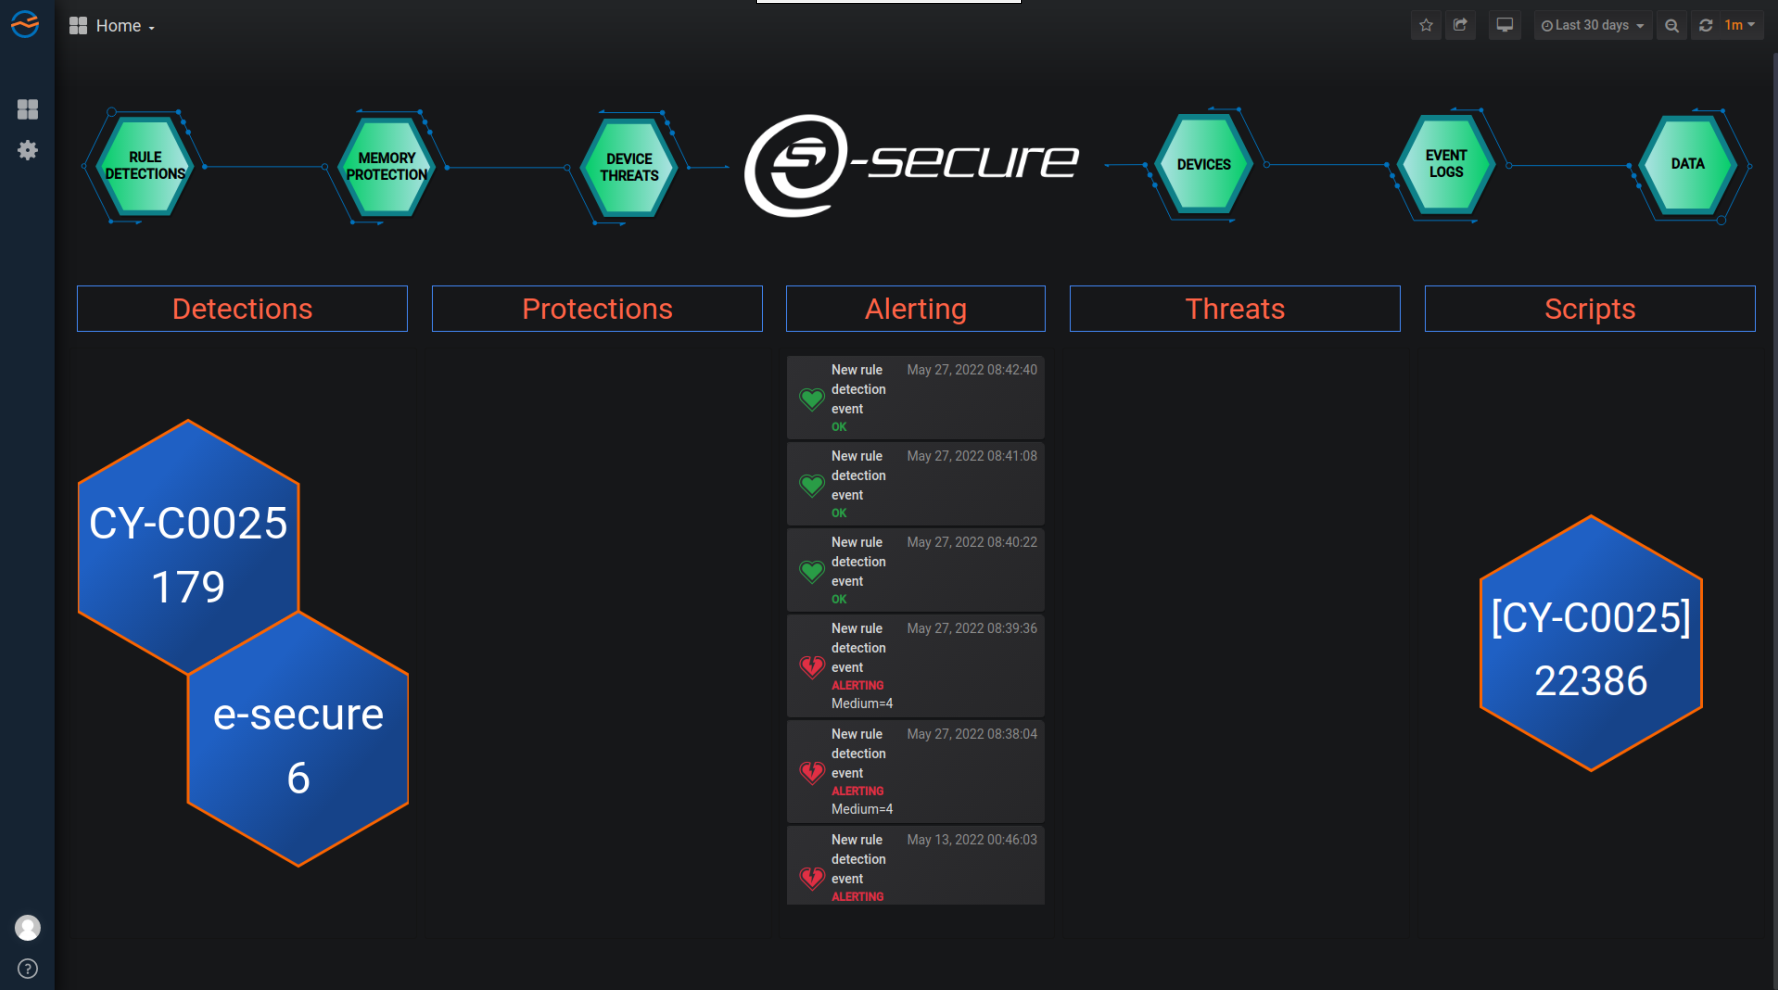 Home
Last 30 days
1m
RULE
DETECTIONS
MEMORY
PROTECTION
DEVICE
THREATS
e-secure
DEVICES
EVENT
LOGS
DATA
Detections
Protections
Alerting
Threats
Scripts
CY-C0025
179
e-secure
6
New rule May 27, 2022 08:42:40
detection
event
OK
New rule May 27, 2022 08:41:08
detection
event
OK
New rule May 27, 2022 08:40:22
detection
event
OK
New rule May 27, 2022 08:39:36
detection
event
ALERTING
Medium=4
New rule May 27, 2022 08:38:04
detection
event
ALERTING
Medium=4
New rule May 13, 2022 00:46:03
detection
event
ALERTING
[CY-C0025]
22386
?